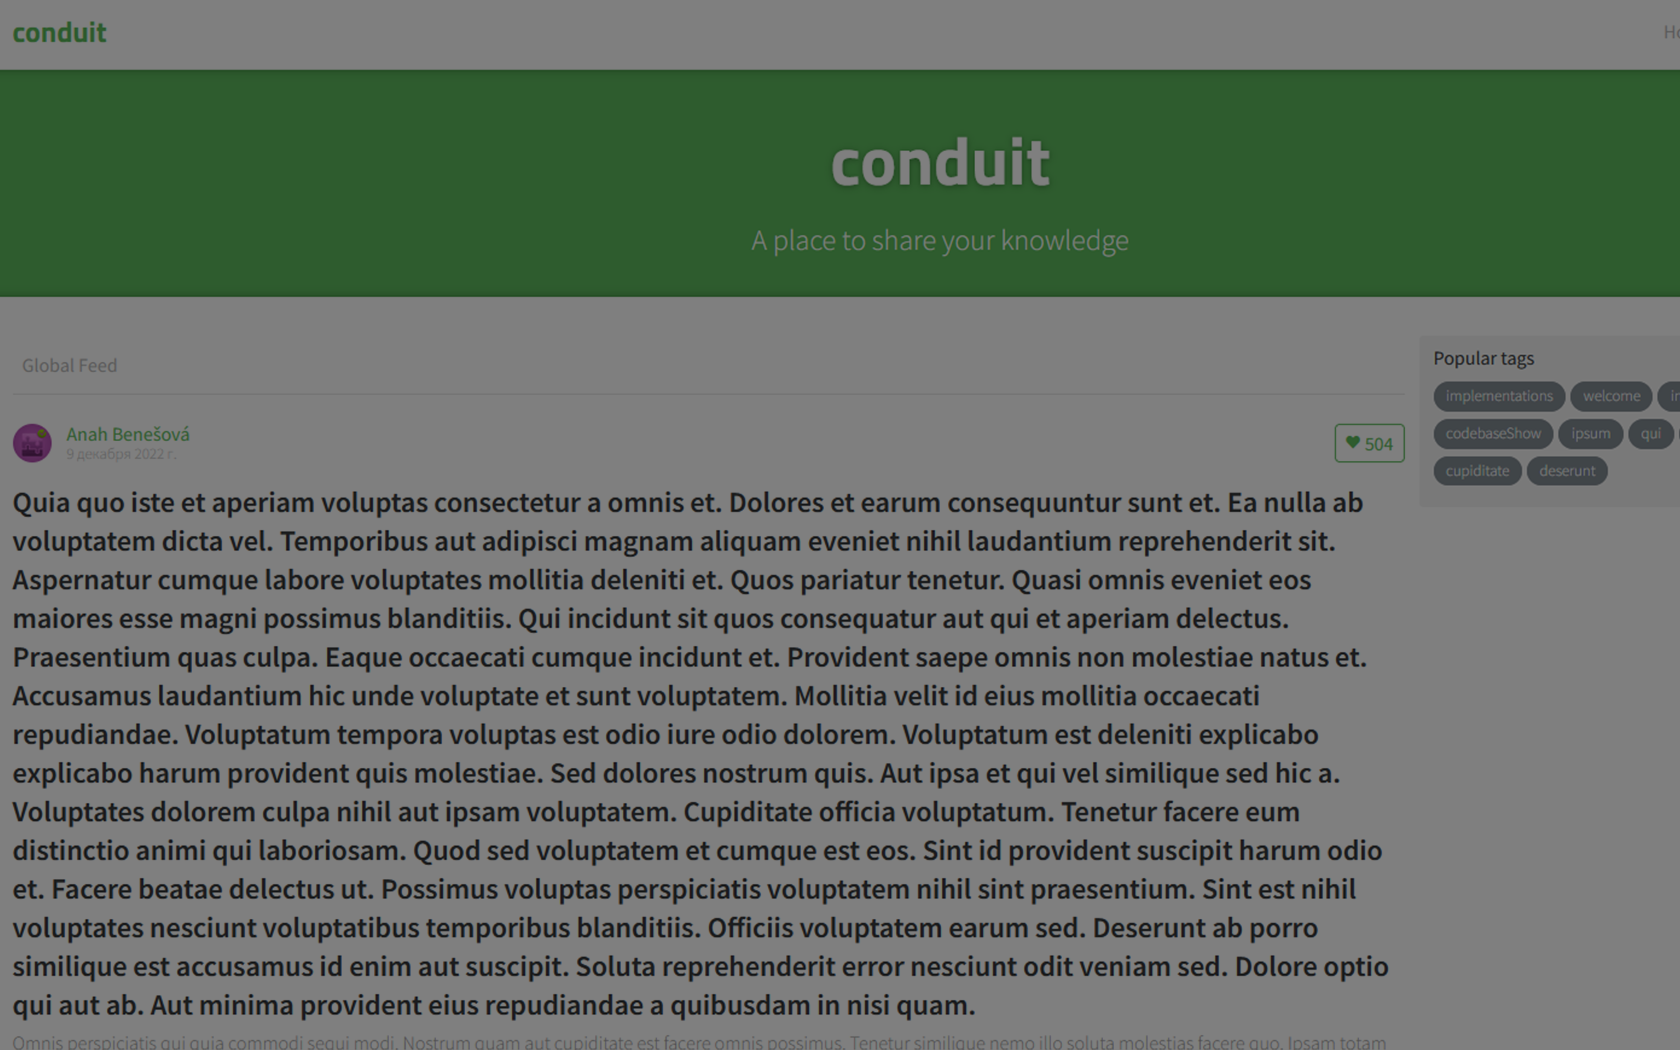 conduit
conduit
A place to share your knowledge
Global Feed
Anah Benešová
9 декабря 2022 г.
504
Quia quo iste et aperiam voluptas consectetur a omnis et. Dolores et earum consequuntur sunt et. Ea nulla ab
voluptatem dicta vel. Temporibus aut adipisci magnam aliquam eveniet nihil laudantium reprehenderit sit.
Aspernatur cumque labore voluptates mollitia deleniti et. Quos pariatur tenetur. Quasi omnis eveniet eos
maiores esse magni possimus blanditiis. Qui incidunt sit quos consequatur aut qui et aperiam delectus.
Praesentium quas culpa. Eaque occaecati cumque incidunt et. Provident saepe omnis non molestiae natus et.
Accusamus laudantium hic unde voluptate et sunt voluptatem. Mollitia velit id eius mollitia occaecati
repudiandae. Voluptatum tempora voluptas est odio iure odio dolorem. Voluptatum est deleniti explicabo
explicabo harum provident quis molestiae. Sed dolores nostrum quis. Aut ipsa et qui vel similique sed hic a.
Voluptates dolorem culpa nihil aut ipsam voluptatem. Cupiditate officia voluptatum. Tenetur facere eum
distinctio animi qui laboriosam. Quod sed voluptatem et cumque est eos. Sint id provident suscipit harum odio
et. Facere beatae delectus ut. Possimus voluptas perspiciatis voluptatem nihil sint praesentium. Sint est nihil
voluptates nesciunt voluptatibus temporibus blanditiis. Officiis voluptatem earum sed. Deserunt ab porro
similique est accusamus id enim aut suscipit. Soluta reprehenderit error nesciunt odit veniam sed. Dolore optio
qui aut ab. Aut minima provident eius repudiandae a quibusdam in nisi quam.
Omnis perspiciatis qui quia commodi sequi modi. Nostrum quam aut cupiditate est facere omnis possimus. Tenetur similique nemo illo soluta molestias facere quo. Ipsam totam
Popular tags
implementations welcome
codebaseShow ipsum qui
cupiditate deserunt